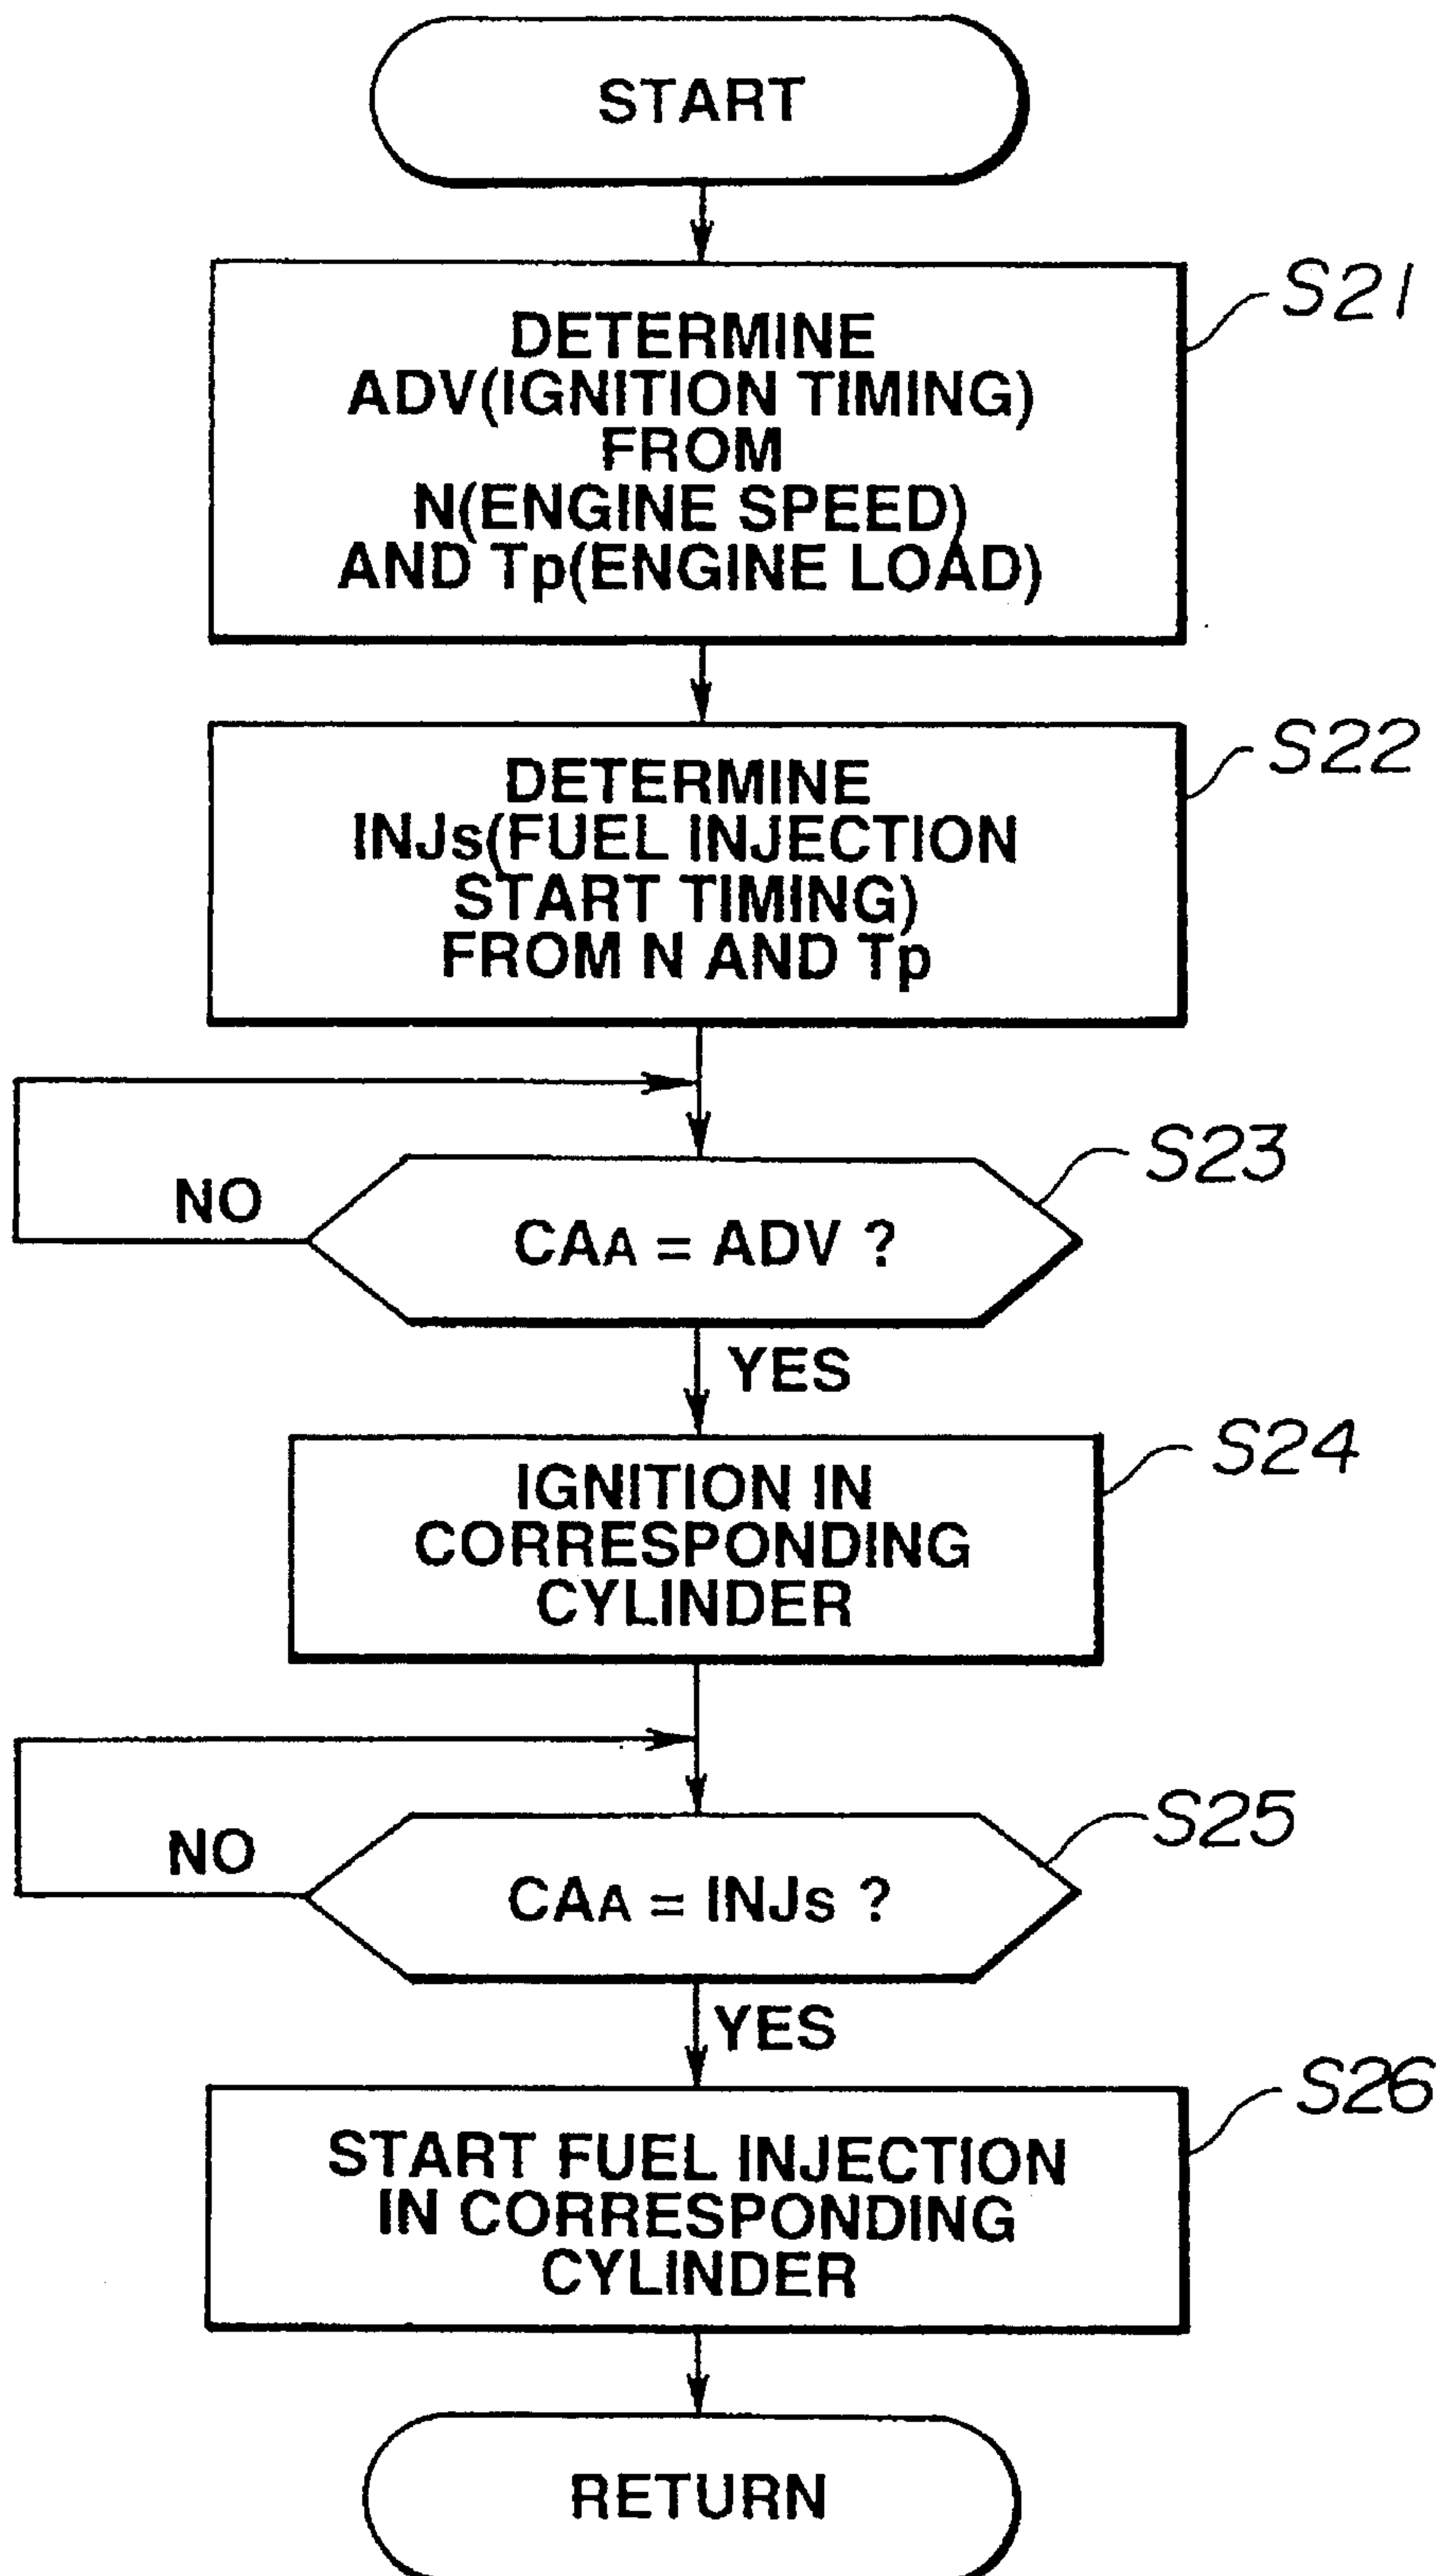 START
S21
DETERMINE
ADV(IGNITION TIMING)
FROM
N(ENGINE SPEED)
AND Tp(ENGINE LOAD)
S22
DETERMINE
INJs(FUEL INJECTION
START TIMING)
FROM N AND Tp
S23
NO
CAA = ADV ?
YES
S24
IGNITION IN
CORRESPONDING
CYLINDER
S25
NO
CAA = INJs ?
YES
S26
START FUEL INJECTION
IN CORRESPONDING
CYLINDER
RETURN